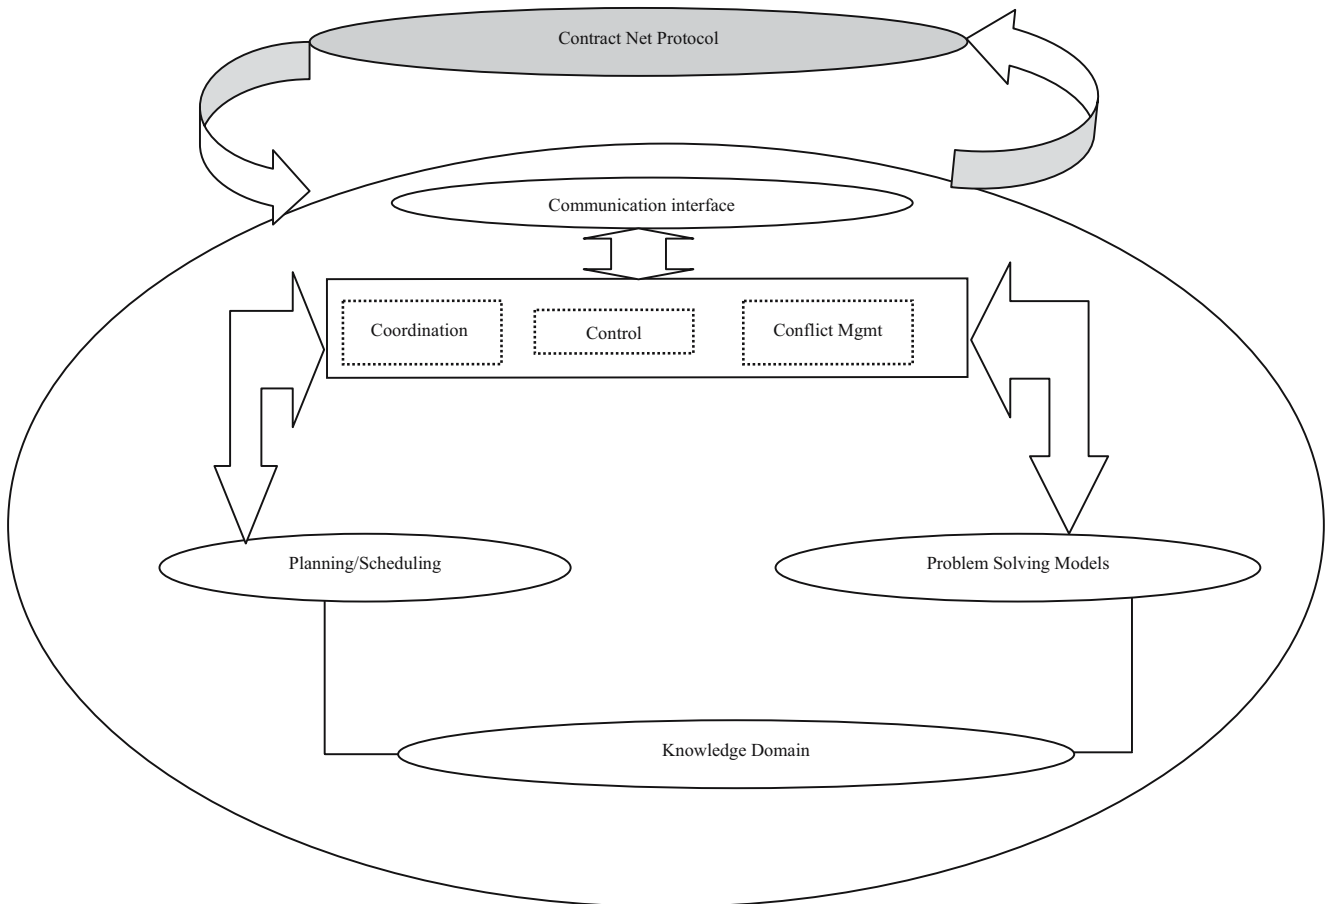 Contract Net Protocol
Communication interface
Coordination
Control
Conflict Mgmt
Planning/Scheduling
Problem Solving Models
Knowledge Domain